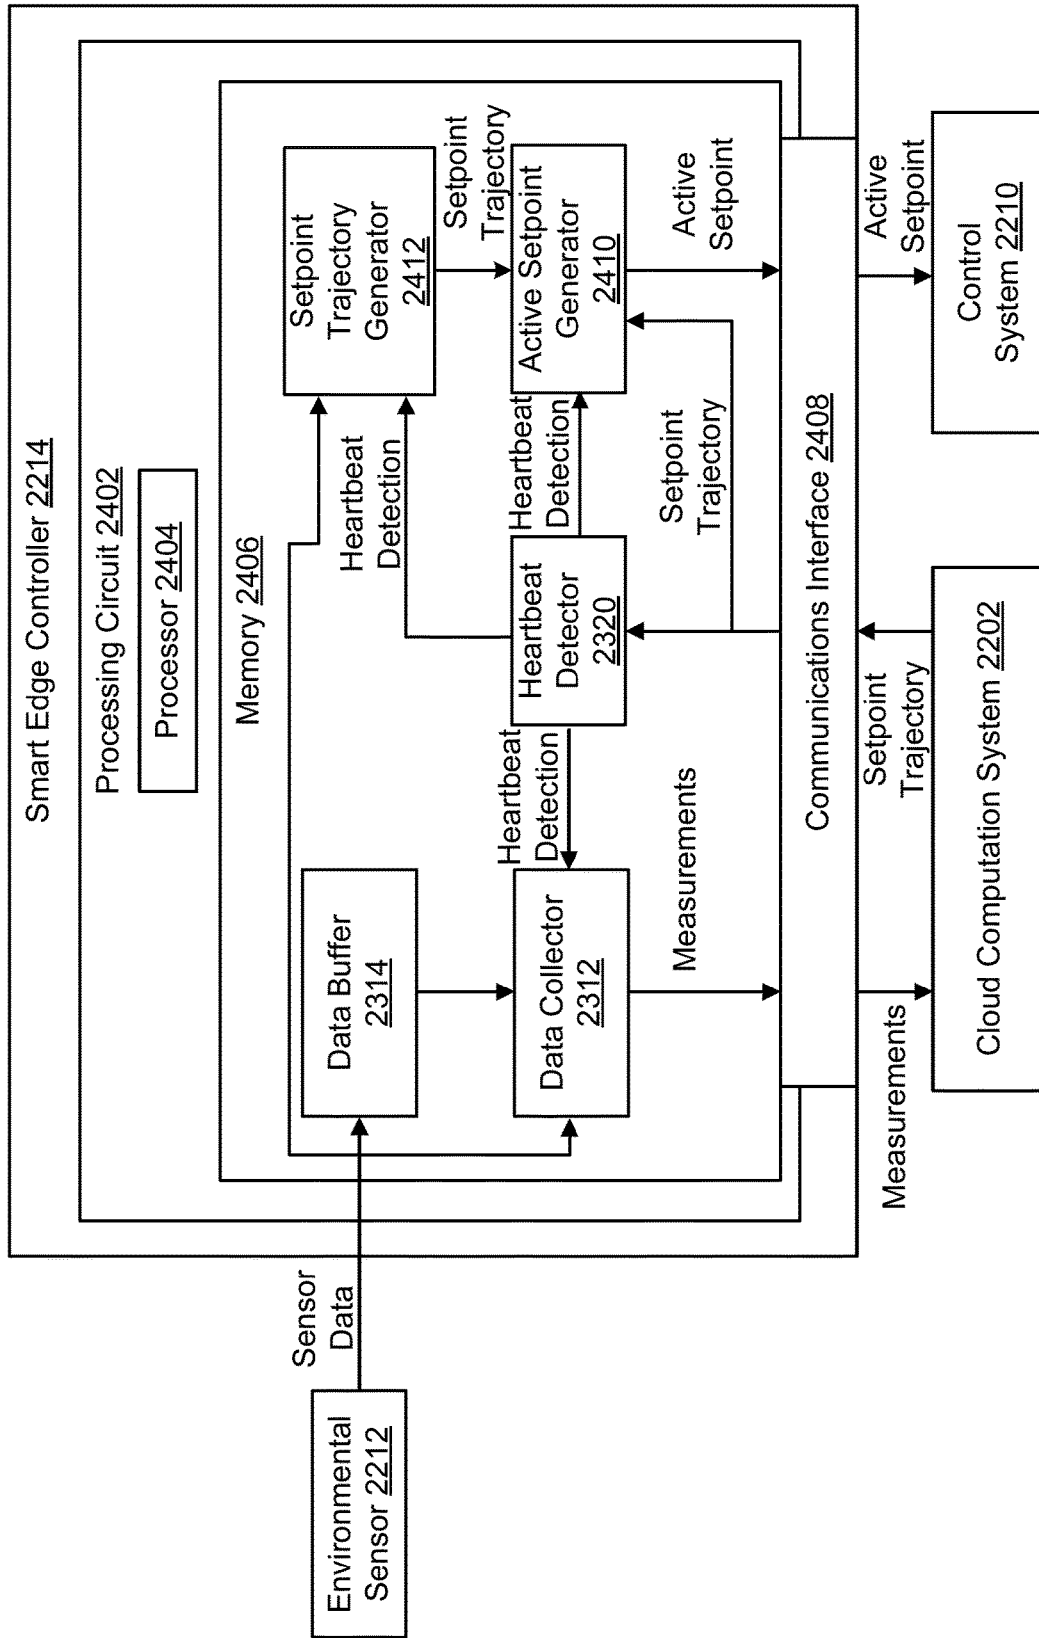 Smart Edge Controller 2214
Processing Circuit 2402
Processor 2404
Memory 2406
Environmental
Sensor 2212
Sensor
Data
Data Buffer
2314
Data Collector
2312
Heartbeat
Detection
Heartbeat
Detector
2320
Heartbeat
Detection
Heartbeat
Detection
Setpoint
Trajectory
Generator
2412
Setpoint
Trajectory
Active Setpoint
Generator
2410
Setpoint
Trajectory
Active
Setpoint
Measurements
Communications Interface 2408
Measurements
Setpoint
Trajectory
Active
Setpoint
Cloud Computation System 2202
Control
System 2210